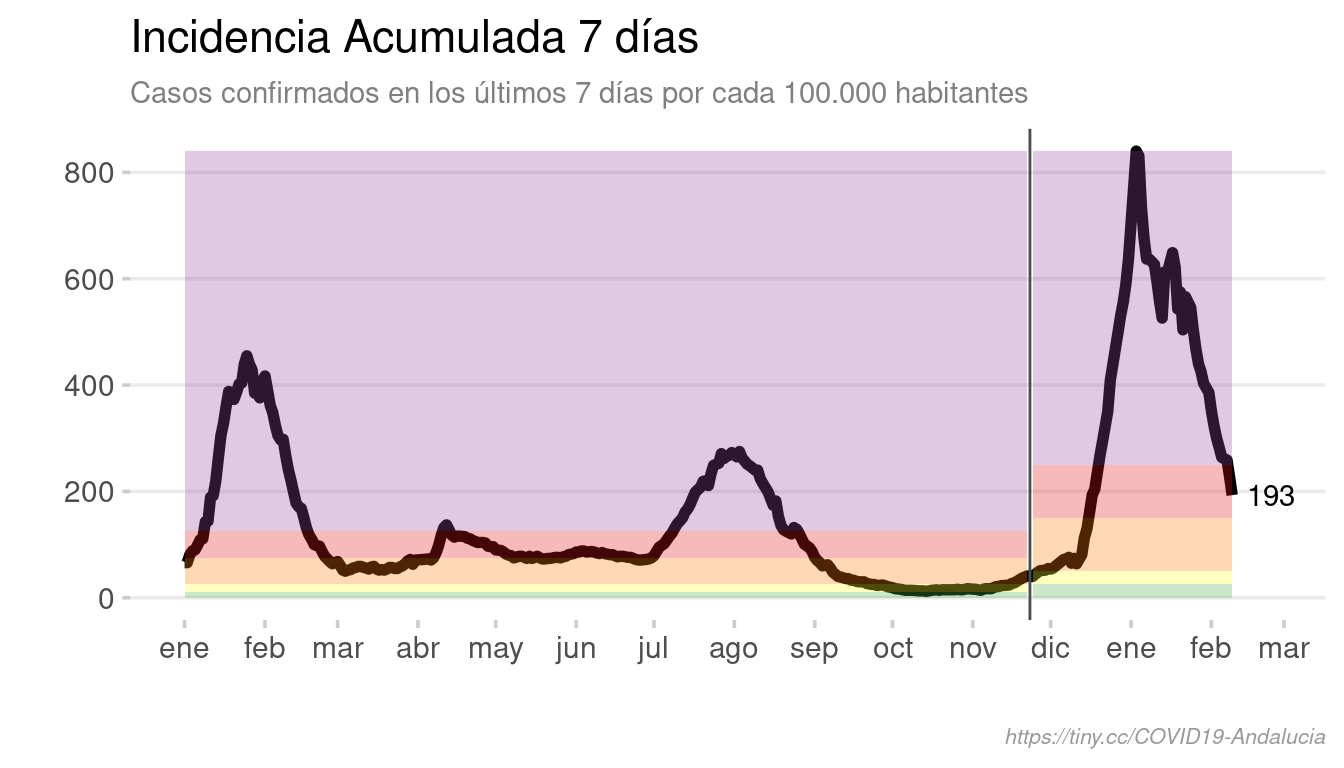 Incidencia Acumulada 7 días
Casos confirmados en los últimos 7 días por cada 100.000 habitantes
800
600
400
200
0
193
ene feb mar abr may jun jul ago sep oct nov dic ene feb mar
https://tiny.cc/COVID19-Andalucia